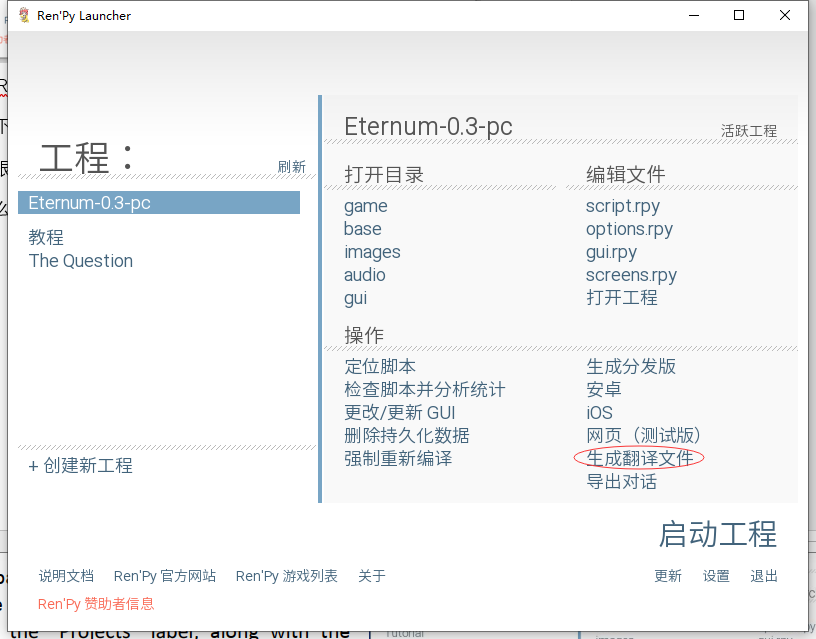 Ren'Py Launcher
工程：
刷新
Eternum-0.3-pc
教程
The Question
+ 创建新工程
Eternum-0.3-pc
活跃工程
打开目录
game
base
images
audio
gui
编辑文件
script.rpy
options.rpy
gui.rpy
screens.rpy
打开工程
操作
定位脚本
检查脚本并分析统计
更改/更新 GUI
删除持久化数据
强制重新编译
生成分发版
安卓
iOS
网页（测试版）
生成翻译文件
导出对话
启动工程
说明文档 Ren'Py 官方网站 Ren'Py 游戏列表 关于
更新 设置 退出
Ren'Py 赞助者信息
the "Projects" label, along with the
Tutorial